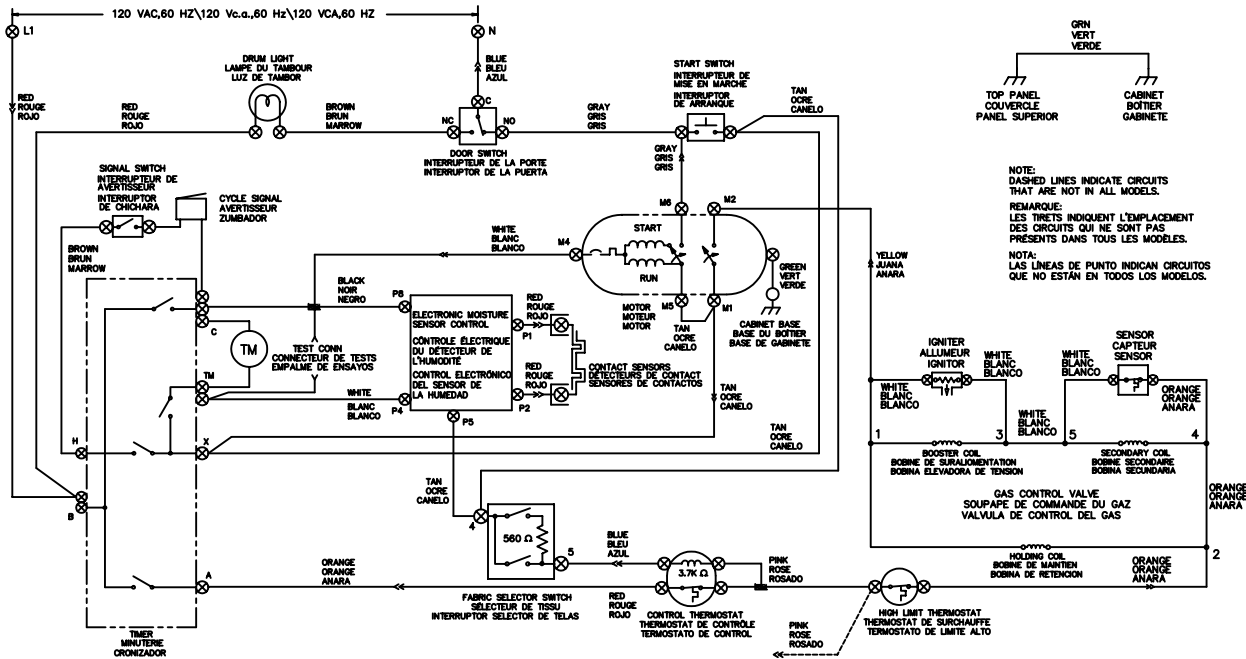 120 VAC,60 HZ\120 Vc.a.,60 Hz\120 VCA,60 HZ
L1
N
GRN
VERT
VERDE
TOP PANEL
COUVERCLE
PANEL SUPERIOR
CABINET
BOÎTIER
GABINETE
DRUM LIGHT
LAMPE DU TAMBOUR
LUZ DE TAMBOR
BLUE
BLEU
AZUL
START SWITCH
INTERRUPTEUR DE
MISE EN MARCHE
INTERRUPTOR
DE ARRANQUE
TAN
OCRE
CANELO
RED
ROUGE
ROJO
RED
ROUGE
ROJO
BROWN
BRUN
MARROW
C
NC
NO
GRAY
GRIS
GRIS
DOOR SWITCH
INTERRUPTEUR DE LA PORTE
INTERRUPTOR DE LA PUERTA
GRAY
GRIS
GRIS
SIGNAL SWITCH
INTERRUPTEUR DE
AVERTISSEUR
INTERRUPTOR
DE CHICHARA
CYCLE SIGNAL
AVERTISSEUR
ZUMBADOR
NOTE:
DASHED LINES INDICATE CIRCUITS
THAT ARE NOT IN ALL MODELS.
REMARQUE:
LES TIRETS INDIQUENT L'EMPLACEMENT
DES CIRCUITS QUI NE SONT PAS
PRÉSENTS DANS TOUS LES MODÈLES.
NOTA:
LAS LÍNEAS DE PUNTO INDICAN CIRCUITOS
QUE NO ESTÁN EN TODOS LOS MODELOS.
BROWN
BRUN
MARROW
WHITE
BLANC
BLANCO
M4
M6
M2
START
RUN
M5
M1
MOTOR
MOTEUR
MOTOR
GREEN
VERT
VERDE
CABINET BASE
BASE DU BOÎTIER
BASE DE GABINETE
YELLOW
JUANA
ANARA
BLACK
NOIR
NEGRO
P8
ELECTRONIC MOISTURE
SENSOR CONTROL
CÔNTROLE ÉLECTRIQUE
DU DÉTECTEUR DE
L'HUMIDITÉ
CONTROL ELECTRÓNICO
DEL SENSOR DE
LA HUMEDAD
RED
ROUGE
ROJO
P1
RED
ROUGE
ROJO
P2
CONTACT SENSORS
DÉTECTEURS DE CONTACT
SENSORES DE CONTACTOS
TAN
OCRE
CANELO
C
TM
TM
TEST CONN
CONNECTEUR DE TESTS
EMPALME DE ENSAYOS
WHITE
BLANC
BLANCO
P4
P5
TAN
OCRE
CANELO
TAN
OCRE
CANELO
H
X
B
A
IGNITER
ALLUMEUR
IGNITOR
WHITE
BLANC
BLANCO
WHITE
BLANC
BLANCO
WHITE
BLANC
BLANCO
WHITE
BLANC
BLANCO
SENSOR
CAPTEUR
SENSOR
ORANGE
ORANGE
ANARA
1
3
5
4
BOOSTER COIL
BOBINE DE SURALIOMENTATION
BOBINA ELEVADORA DE TENSION
SECONDARY COIL
BOBINE SECONDAIRE
BOBINA SECUNDARIA
GAS CONTROL VALVE
SOUPAPE DE COMMANDE DU GAZ
VALVULA DE CONTROL DEL GAS
ORANGE
ORANGE
ANARA
2
HOLDING COIL
BOBINE DE MAINTIEN
BOBINA DE RETENCION
ORANGE
ORANGE
ANARA
TAN
OCRE
CANELO
4
560 Ω
5
FABRIC SELECTOR SWITCH
SÉLECTEUR DE TISSU
INTERRUPTOR SELECTOR DE TELAS
BLUE
BLEU
AZUL
3.7K Ω
RED
ROUGE
ROJO
CONTROL THERMOSTAT
THERMOSTAT DE CONTRÔLE
TERMOSTATO DE CONTROL
PINK
ROSE
ROSADO
PINK
ROSE
ROSADO
HIGH LIMIT THERMOSTAT
THERMOSTAT DE SURCHAUFFE
TERMOSTATO DE LIMITE ALTO
ORANGE
ORANGE
ANARA
TIMER
MINUTERIE
CRONIZADOR